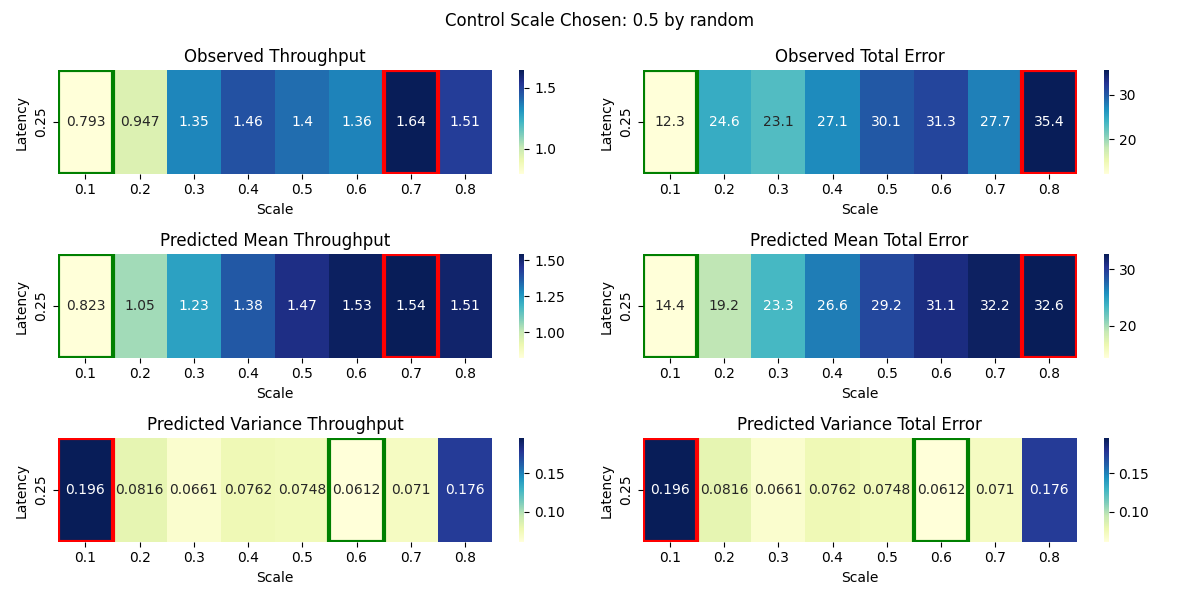 Control Scale Chosen: 0.5 by random
Observed Throughput
Latency
0.25
0.793 0.947 1.35 1.46 1.4 1.36 1.64 1.51
0.1 0.2 0.3 0.4 0.5 0.6 0.7 0.8
Scale
1.5
1.0
Observed Total Error
Latency
0.25
12.3 24.6 23.1 27.1 30.1 31.3 27.7 35.4
0.1 0.2 0.3 0.4 0.5 0.6 0.7 0.8
Scale
30
20
Predicted Mean Throughput
Latency
0.25
0.823 1.05 1.23 1.38 1.47 1.53 1.54 1.51
0.1 0.2 0.3 0.4 0.5 0.6 0.7 0.8
Scale
1.50
1.25
1.00
Predicted Mean Total Error
Latency
0.25
14.4 19.2 23.3 26.6 29.2 31.1 32.2 32.6
0.1 0.2 0.3 0.4 0.5 0.6 0.7 0.8
Scale
30
20
Predicted Variance Throughput
Latency
0.25
0.196 0.0816 0.0661 0.0762 0.0748 0.0612 0.071 0.176
0.1 0.2 0.3 0.4 0.5 0.6 0.7 0.8
Scale
0.15
0.10
Predicted Variance Total Error
Latency
0.25
0.196 0.0816 0.0661 0.0762 0.0748 0.0612 0.071 0.176
0.1 0.2 0.3 0.4 0.5 0.6 0.7 0.8
Scale
0.15
0.10